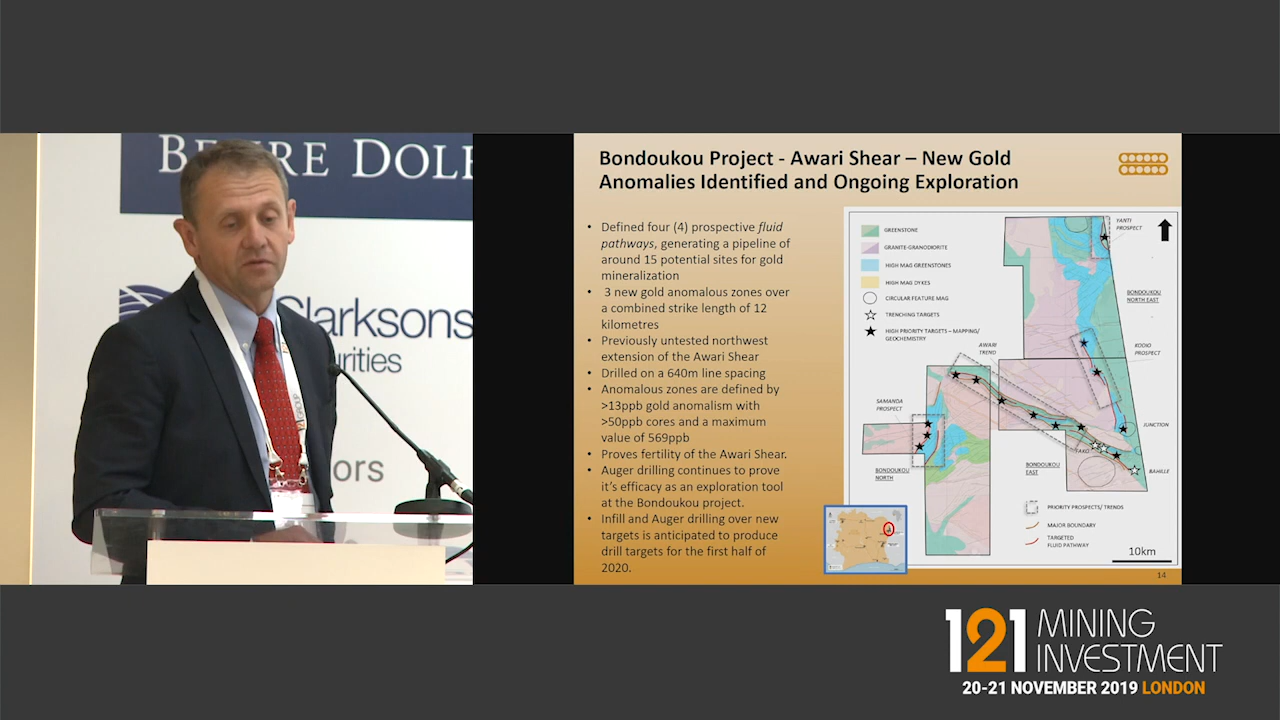 BE RE DOL
larksons
rities
ors
Bondoukou Project - Awari Shear – New Gold
Anomalies Identified and Ongoing Exploration
• Defined four (4) prospective fluid
pathways, generating a pipeline of
around 15 potential sites for gold
mineralization
• 3 new gold anomalous zones over
a combined strike length of 12
kilometres
• Previously untested northwest
extension of the Awari Shear
• Drilled on a 640m line spacing
• Anomalous zones are defined by
>13ppb gold anomalism with
>50ppb cores and a maximum
value of 569ppb
• Proves fertility of the Awari Shear.
• Auger drilling continues to prove
it's efficacy as an exploration tool
at the Bondoukou project.
• Infill and Auger drilling over new
targets is anticipated to produce
drill targets for the first half of
2020.
GREENSTONE
GRANITE-GRANODIORITE
HIGH MAG GREENSTONES
HIGH MAG DYKES
CIRCULAR FEATURE MAG
TRENCHING TARGETS
HIGH PRIORITY TARGETS – MAPPING/
GEOCHEMISTRY
YANTI
PROSPECT
BONDOUKOU
NORTH EAST
AWARI
TREND
KODIO
PROSPECT
SAMANDA
PROSPECT
JUNCTION
TAKO
BONDOUKOU
NORTH
BONDOUKOU
EAST
BAHILLE
PRIORITY PROSPECTS/ TRENDS
MAJOR BOUNDARY
TARGETED
FLUID PATHWAY
10km
14
121 MINING
INVESTMENT
20-21 NOVEMBER 2019 LONDON